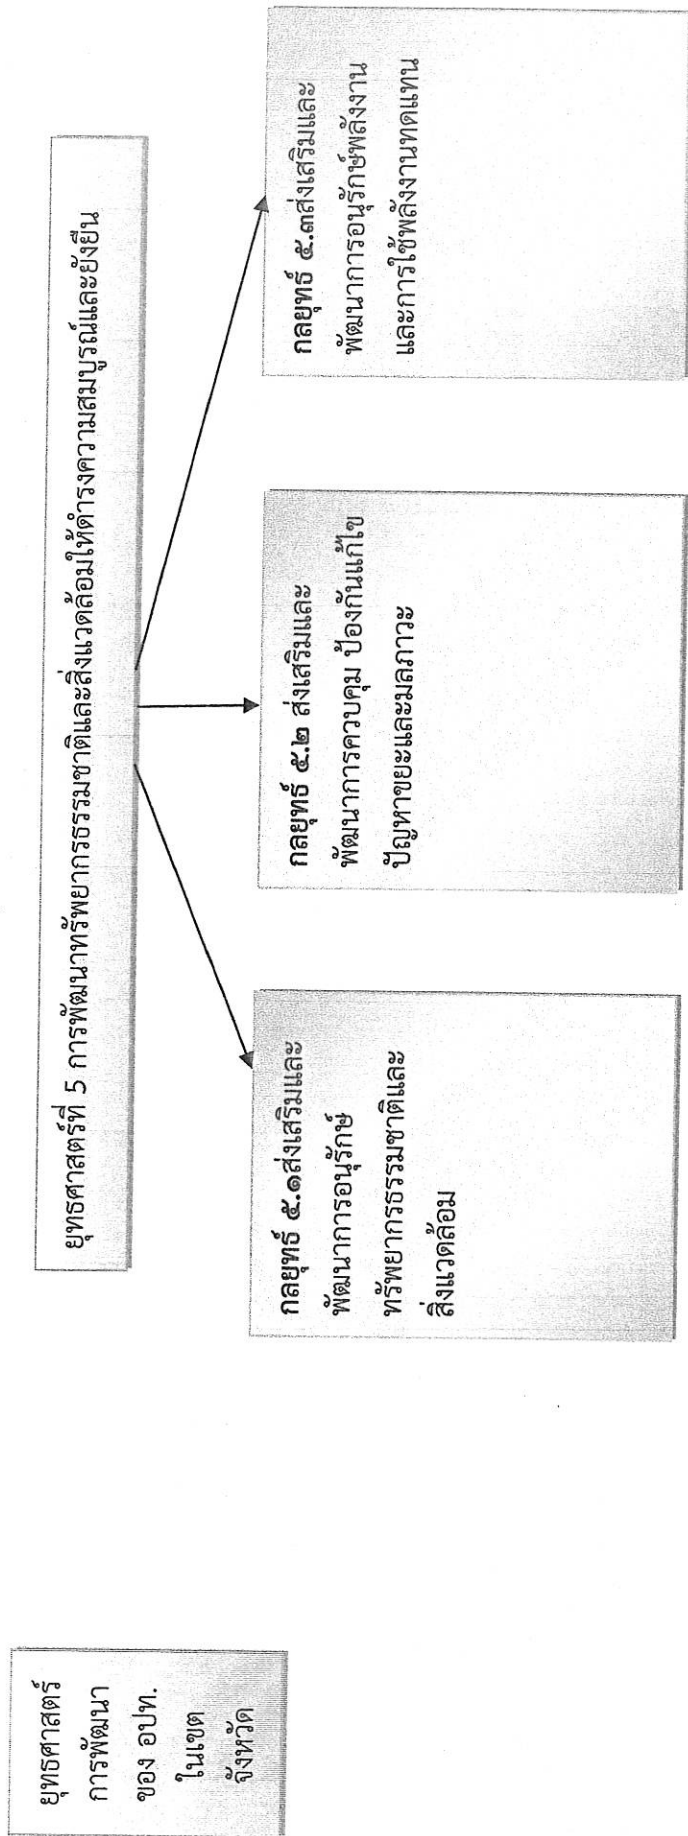 ยุทธศาสตร์
การพัฒนา
ของ อปท.
ในเขต
จังหวัด
ยุทธศาสตร์ที่ 5 การพัฒนาทรัพยากรธรรมชาติและสิ่งแวดล้อมให้ดำรงความสมบูรณ์และยั่งยืน
กลยุทธ์ ๕.๑ส่งเสริมและ
พัฒนาการอนุรักษ์
ทรัพยากรธรรมชาติและ
สิ่งแวดล้อม
กลยุทธ์ ๕.๒ ส่งเสริมและ
พัฒนาการควบคุม ป้องกันแก้ไข
ปัญหาขยะและมลภาวะ
กลยุทธ์ ๕.๓ส่งเสริมและ
พัฒนาการอนุรักษ์พลังงาน
และการใช้พลังงานทดแทน